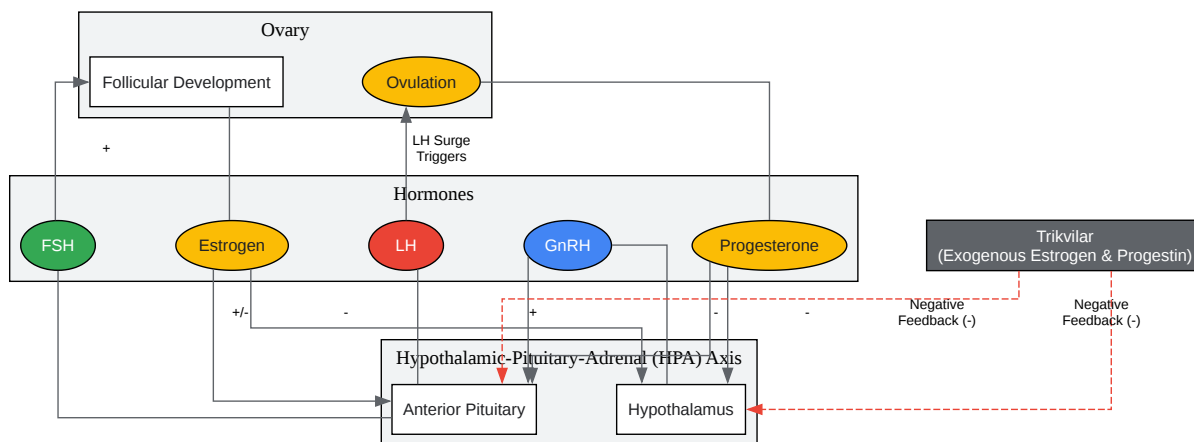 Ovary
Follicular Development
Ovulation
+
LH Surge
Triggers
Hormones
FSH
Estrogen
LH
GnRH
Progesterone
Trikvilar
(Exogenous Estrogen & Progestin)
+/-
-
+
-
-
Negative
Feedback (-)
Negative
Feedback (-)
Hypothalamic-Pituitary-Adrenal (HPA) Axis
Anterior Pituitary
Hypothalamus